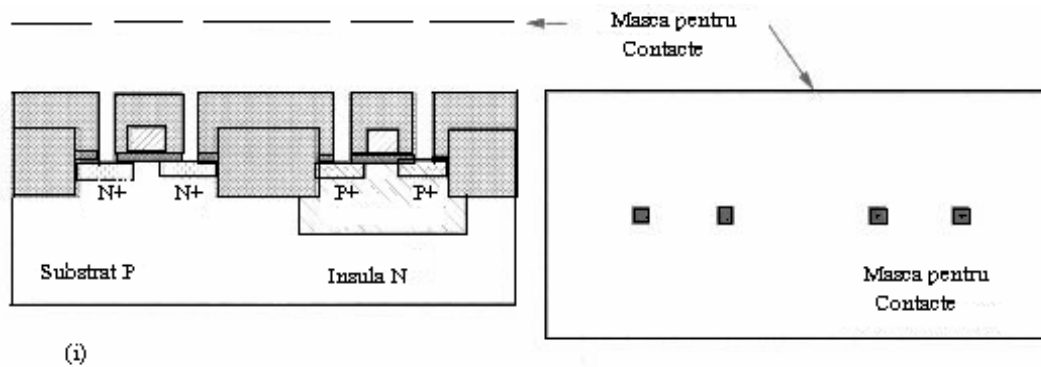 Masca pentru
Contacte
N+ N+ P+ P+
Substrat P
Insula N
Masca pentru
Contacte
(i)